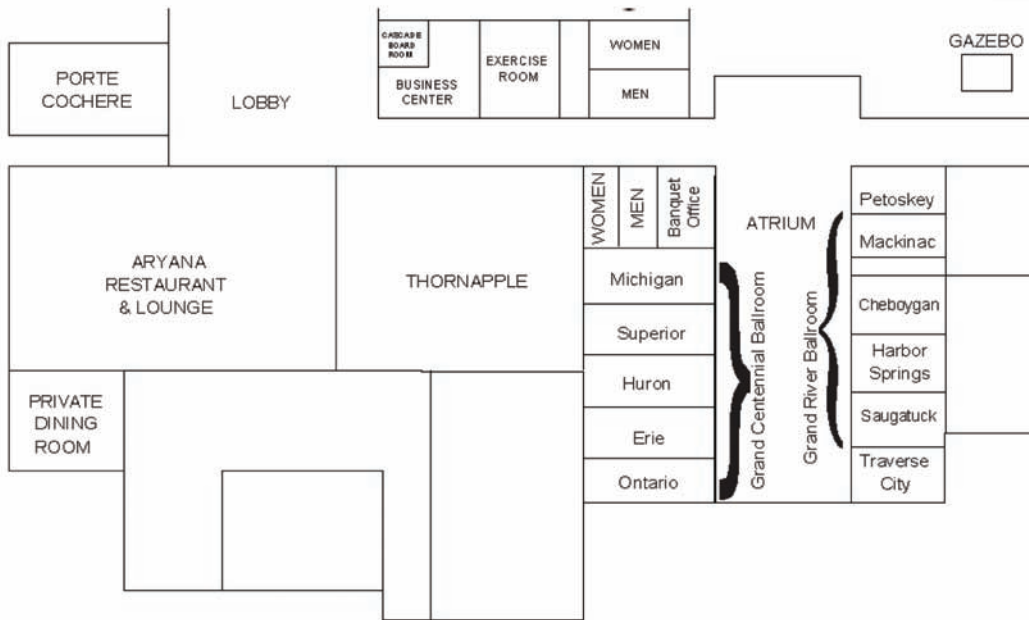 CASCADE
BOARD
ROOM
WOMEN
GAZEBO
PORTE
COCHERE
LOBBY
BUSINESS
CENTER
EXERCISE
ROOM
MEN
WOMEN
MEN
Banquet
Office
ATRIUM
Petoskey
Mackinac
ARYANA
RESTAURANT
& LOUNGE
THORNAPPLE
Michigan
Superior
Huron
Erie
Ontario
Grand Centennial Ballroom
Grand River Ballroom
Cheboygan
Harbor
Springs
Saugatuck
Traverse
City
PRIVATE
DINING
ROOM